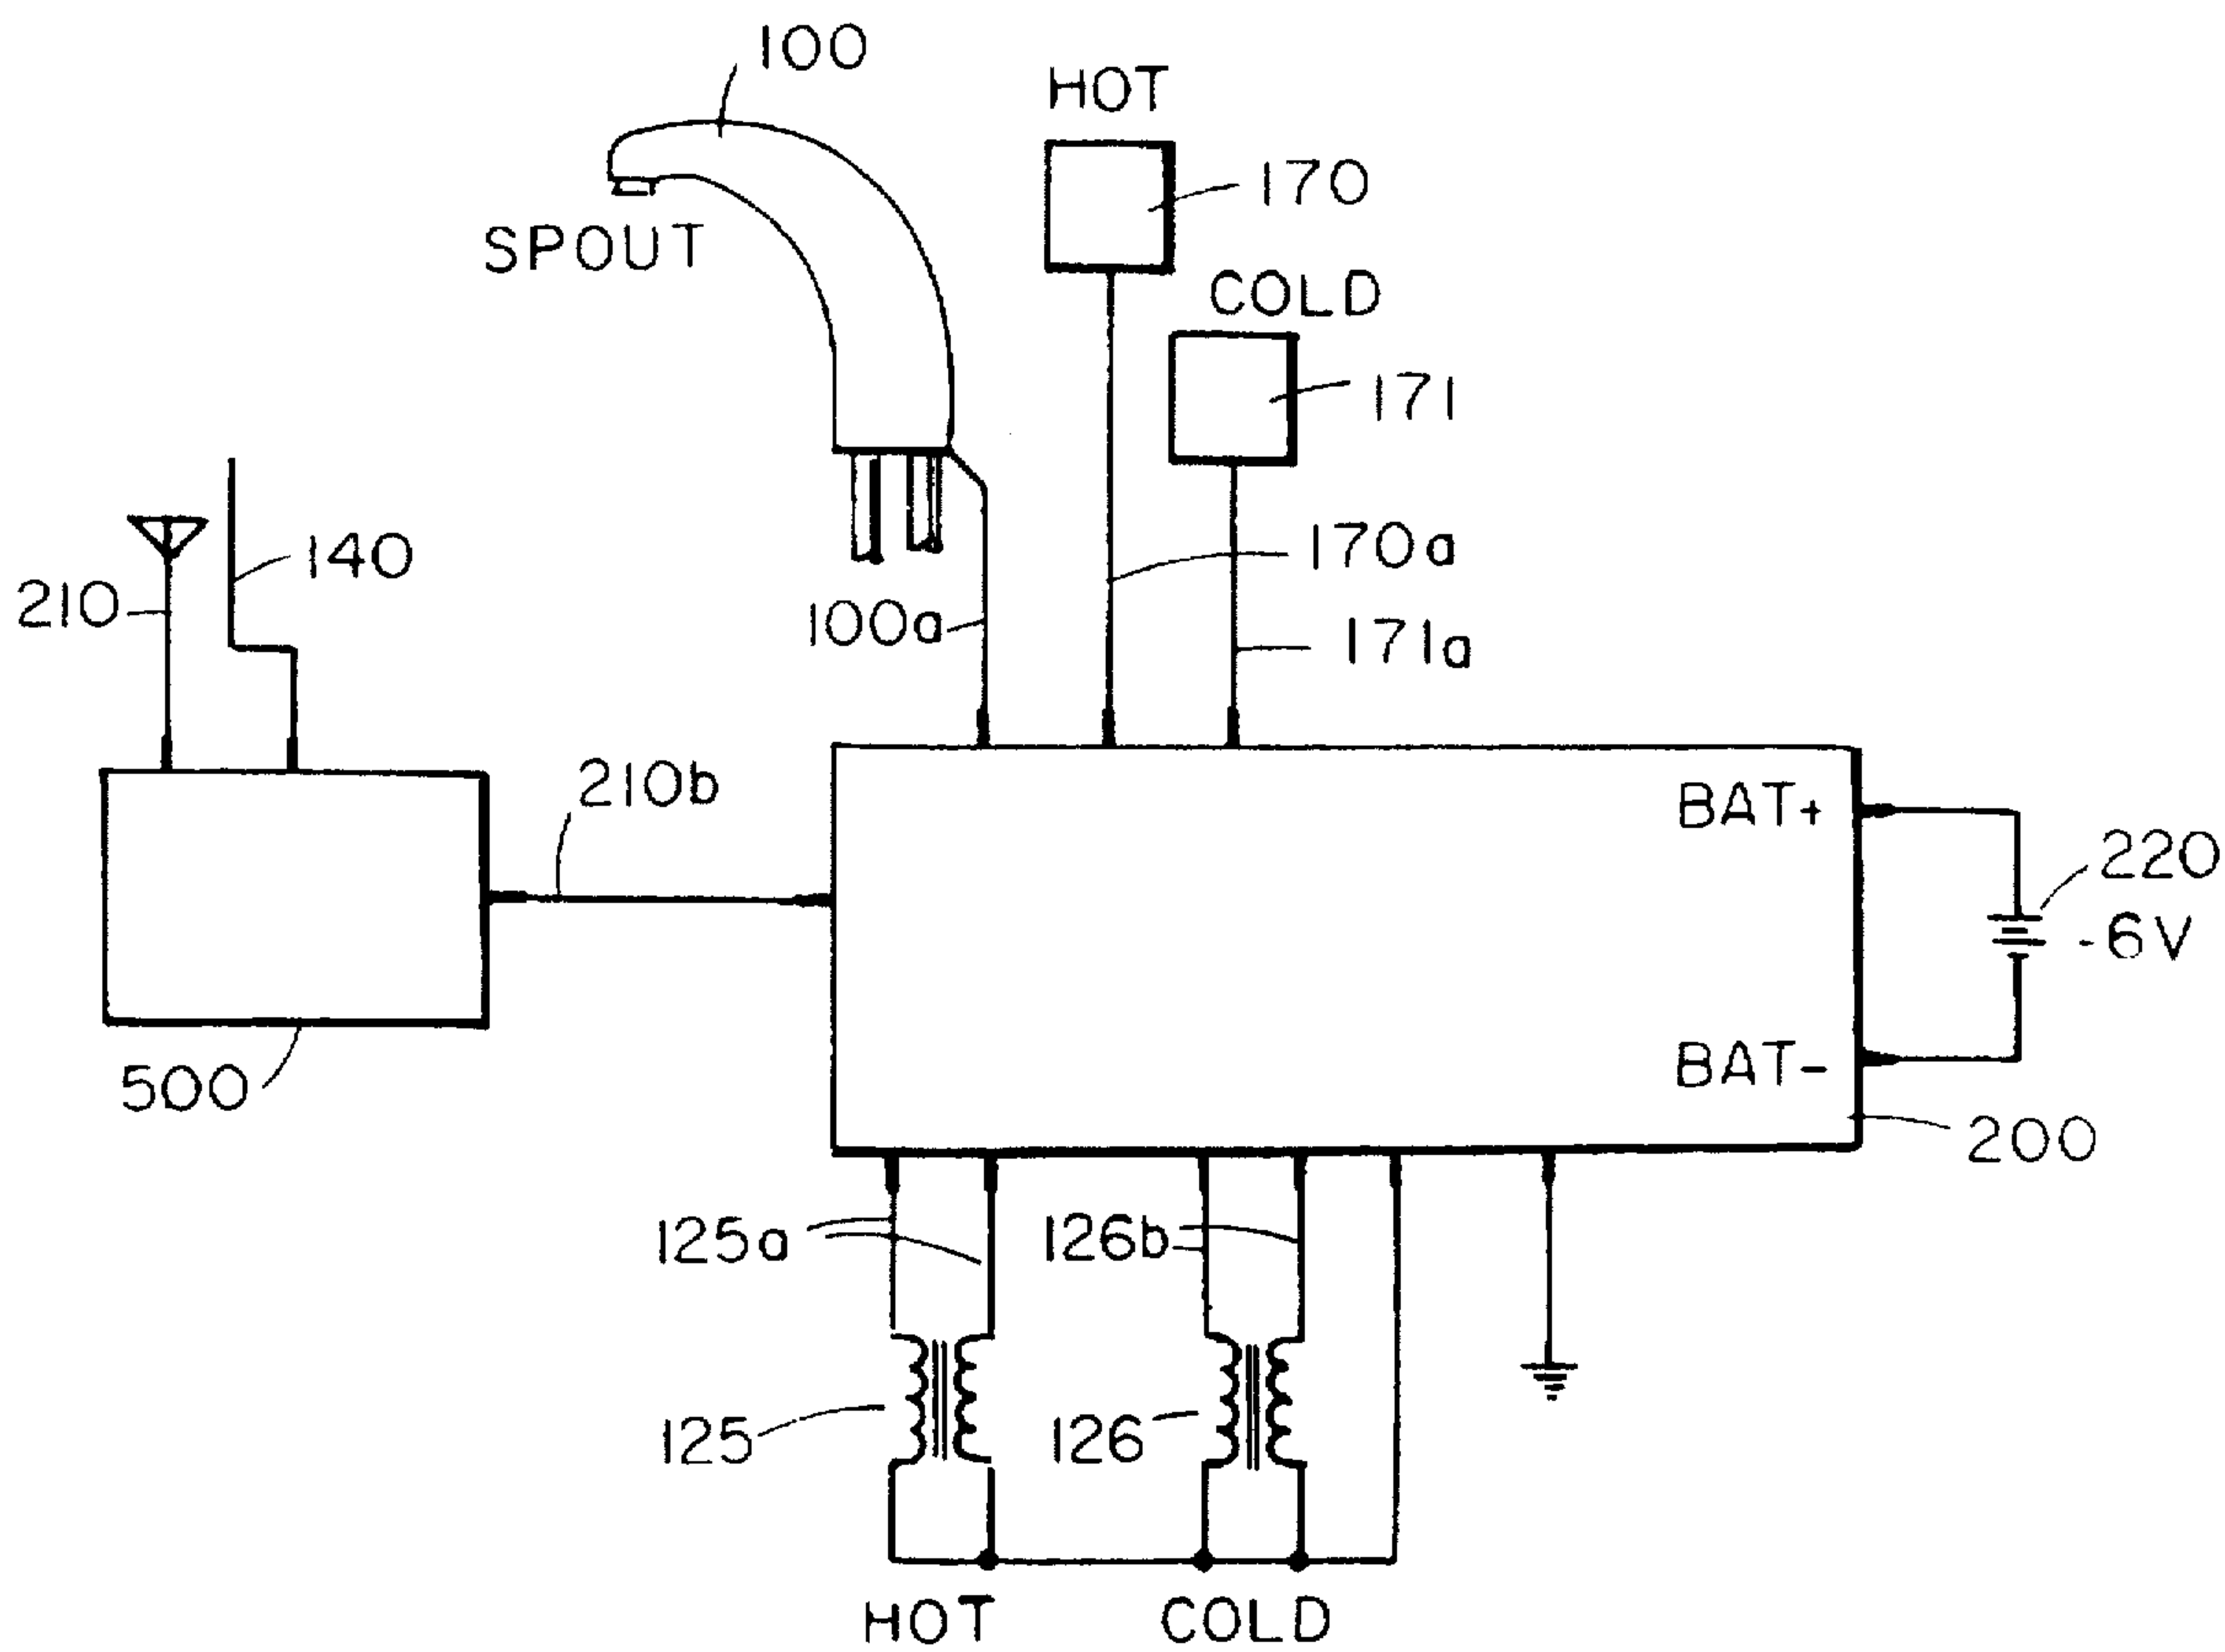 100
HOT
170
SPOUT
COLD
171
140
170a
210
100a
171a
210b
BAT+
220
-6V
BAT-
500
200
125a
126b
125
126
HOT
COLD